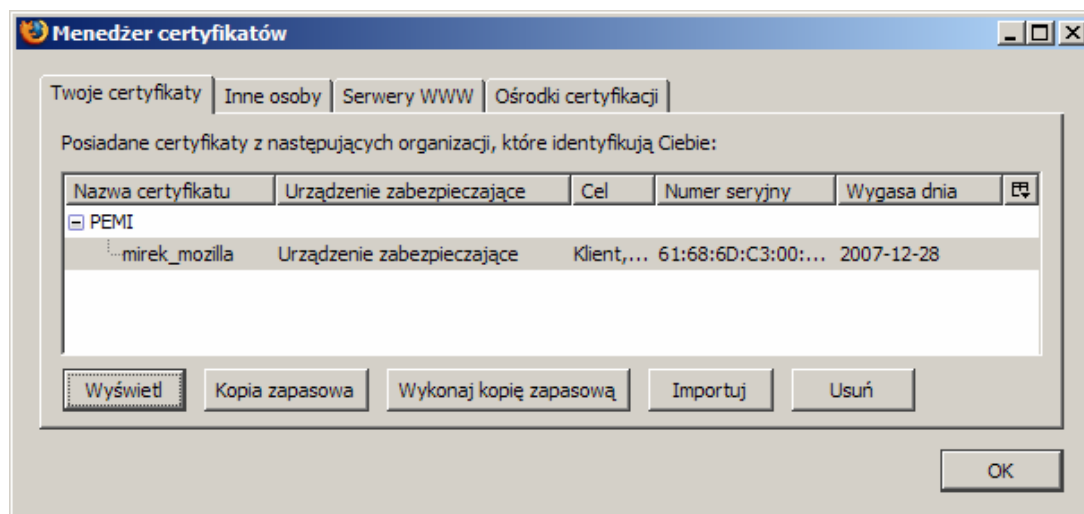 Menedżer certyfikatów
Twoje certyfikaty Inne osoby Serwery WWW Ośrodki certyfikacji
Posiadane certyfikaty z następujących organizacji, które identyfikują Ciebie:
Nazwa certyfikatu Urządzenie zabezpieczające Cel Numer seryjny Wygasa dnia
PEMI
mirek_mozilla Urządzenie zabezpieczające Klient,... 61:68:6D:C3:00:... 2007-12-28
Wyświetl Kopia zapasowa Wykonaj kopię zapasową Importuj Usuń
OK